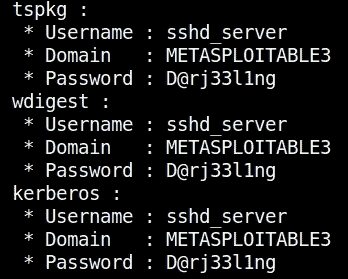 tspkg :
 * Username : sshd_server
 * Domain   : METASPLOITABLE3
 * Password : D@rj33l1ng
wdigest :
 * Username : sshd_server
 * Domain   : METASPLOITABLE3
 * Password : D@rj33l1ng
kerberos :
 * Username : sshd_server
 * Domain   : METASPLOITABLE3
 * Password : D@rj33l1ng